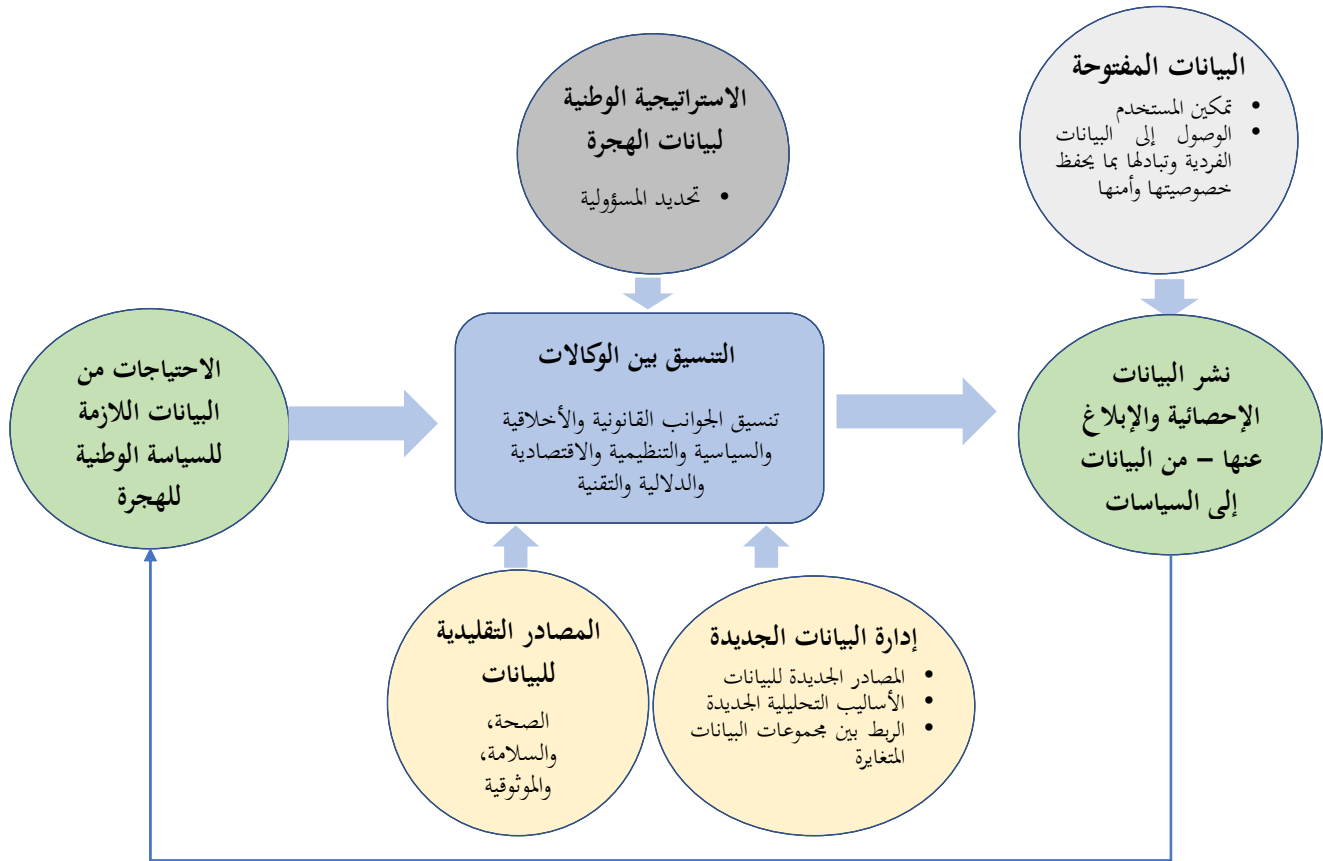 البيانات المفتوحة
• تمكين المستخدم
• الوصول إلى البيانات
الفردية وتبادلها بما يحفظ
خصوصيتها وأمنها
الاستراتيجية الوطنية
لبيانات الهجرة
• تحديد المسؤولية
نشر البيانات
الإحصائية والإبلاغ
عنها – من البيانات
إلى السياسات
التنسيق بين الوكالات
تنسيق الجوانب القانونية والأخلاقية
والسياسية والتنظيمية والاقتصادية
والدلالية والتقنية
الاحتياجات من
البيانات اللازمة
للسياسة الوطنية
للهجرة
إدارة البيانات الجديدة
• المصادر الجديدة للبيانات
• الأساليب التحليلية الجديدة
• الربط بين مجموعات البيانات
المتغايرة
المصادر التقليدية
للبيانات
الصحة،
والسلامة،
والموثوقية